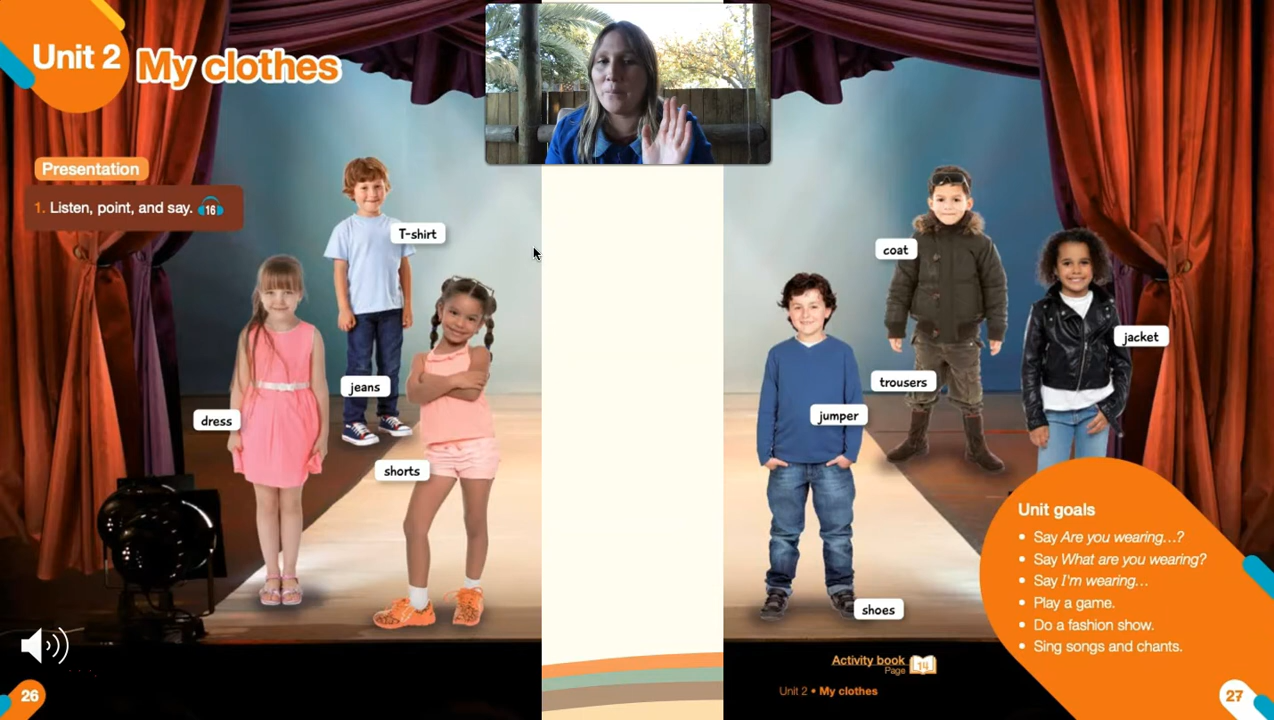 Unit 2
My clothes
Presentation
1. Listen, point, and say. 16
T-shirt
jeans
dress
shorts
coat
jacket
trousers
jumper
shoes
Unit goals
• Say Are you wearing...?
• Say What are you wearing?
• Say I'm wearing...
• Play a game.
• Do a fashion show.
• Sing songs and chants.
Activity book
Page 14
Unit 2 • My clothes
26
27